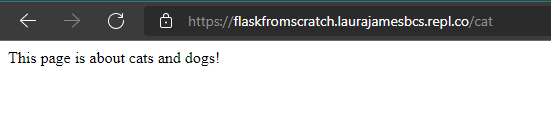 https://flaskfromscratch.laurajamesbcs.repl.co/cat
This page is about cats and dogs!